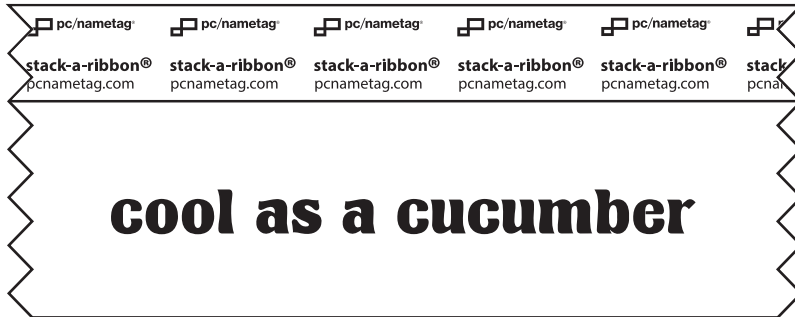 pc/nametag® pc/nametag® pc/nametag® pc/nametag® pc/nametag®
stack-a-ribbon® stack-a-ribbon® stack-a-ribbon® stack-a-ribbon® stack-a-ribbon® stack
pcnametag.com pcnametag.com pcnametag.com pcnametag.com pcnametag.com
cool as a cucumber